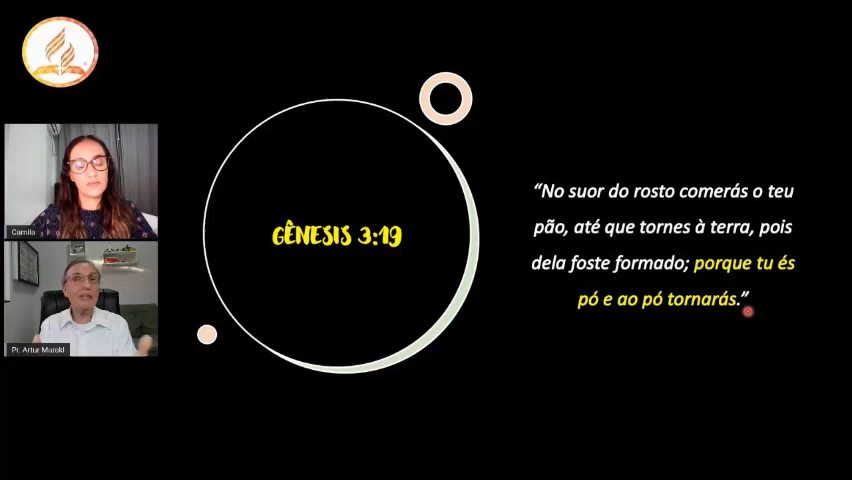 Camila
Pr. Artur Marski
GÊNESIS 3:19
“No suor do rosto comerás o teu
pão, até que tornes à terra, pois
dela foste formado; porque tu és
pó e ao pó tornarás.”